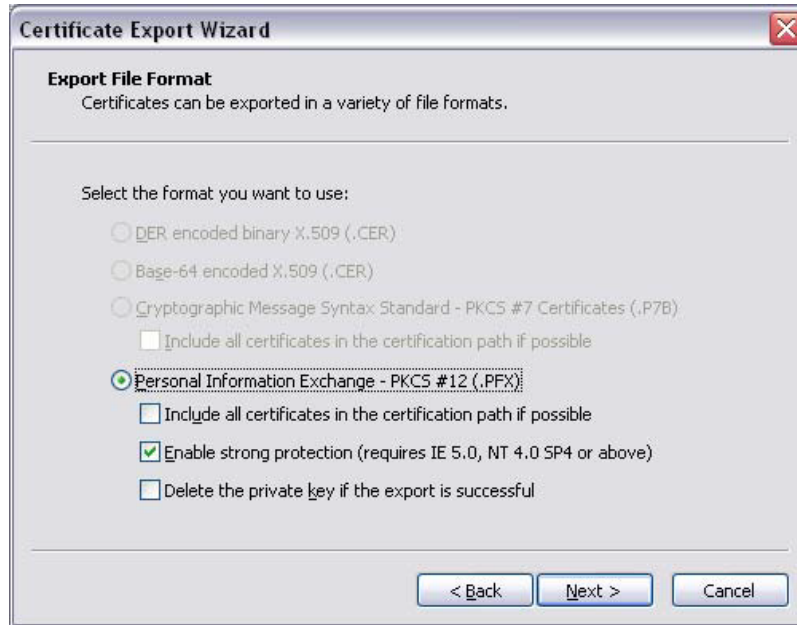 Certificate Export Wizard
Export File Format
Certificates can be exported in a variety of file formats.
Select the format you want to use:
DER encoded binary X.509 (.CER)
Base-64 encoded X.509 (.CER)
Cryptographic Message Syntax Standard - PKCS #7 Certificates (.P7B)
Include all certificates in the certification path if possible
Personal Information Exchange - PKCS #12 (.PFX)
Include all certificates in the certification path if possible
Enable strong protection (requires IE 5.0, NT 4.0 SP4 or above)
Delete the private key if the export is successful
< Back Next > Cancel